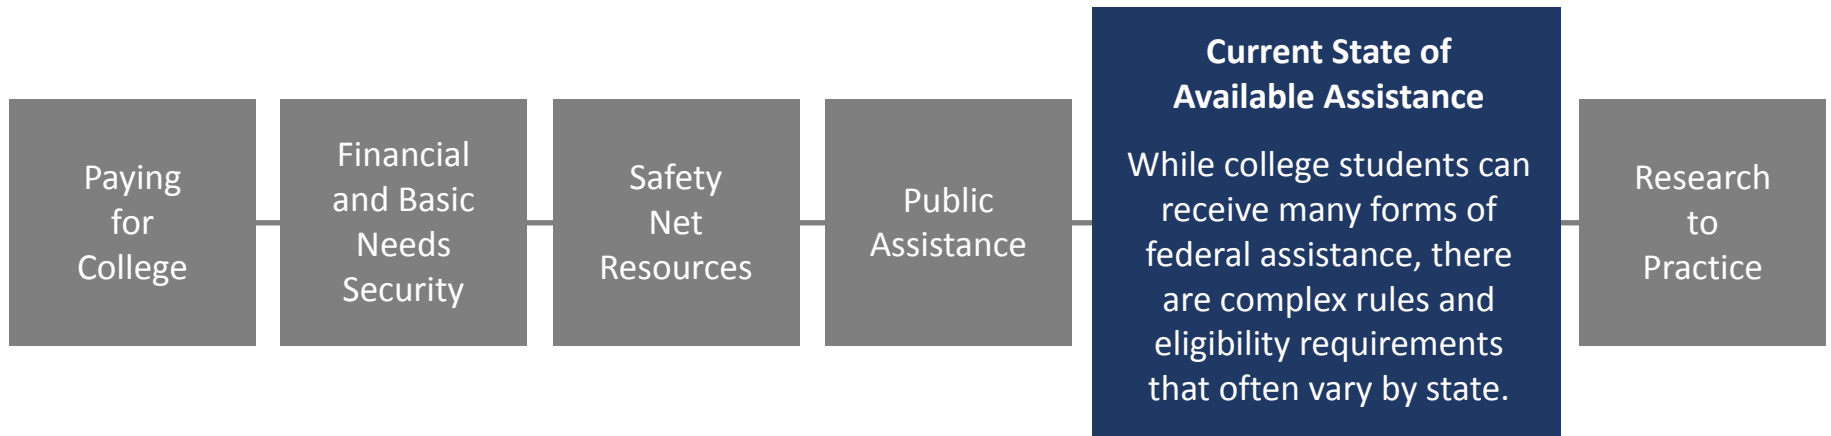 Paying
for
College
Financial
and Basic
Needs
Security
Safety
Net
Resources
Public
Assistance
Current State of
Available Assistance
While college students can
receive many forms of
federal assistance, there
are complex rules and
eligibility requirements
that often vary by state.
Research
to
Practice